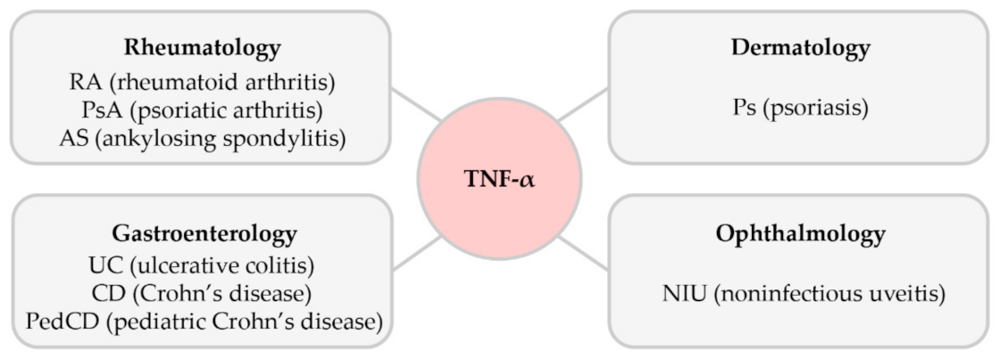 Rheumatology
RA (rheumatoid arthritis)
PsA (psoriatic arthritis)
AS (ankylosing spondylitis)
Dermatology
Ps (psoriasis)
TNF-α
Gastroenterology
UC (ulcerative colitis)
CD (Crohn’s disease)
PedCD (pediatric Crohn’s disease)
Ophthalmology
NIU (noninfectious uveitis)